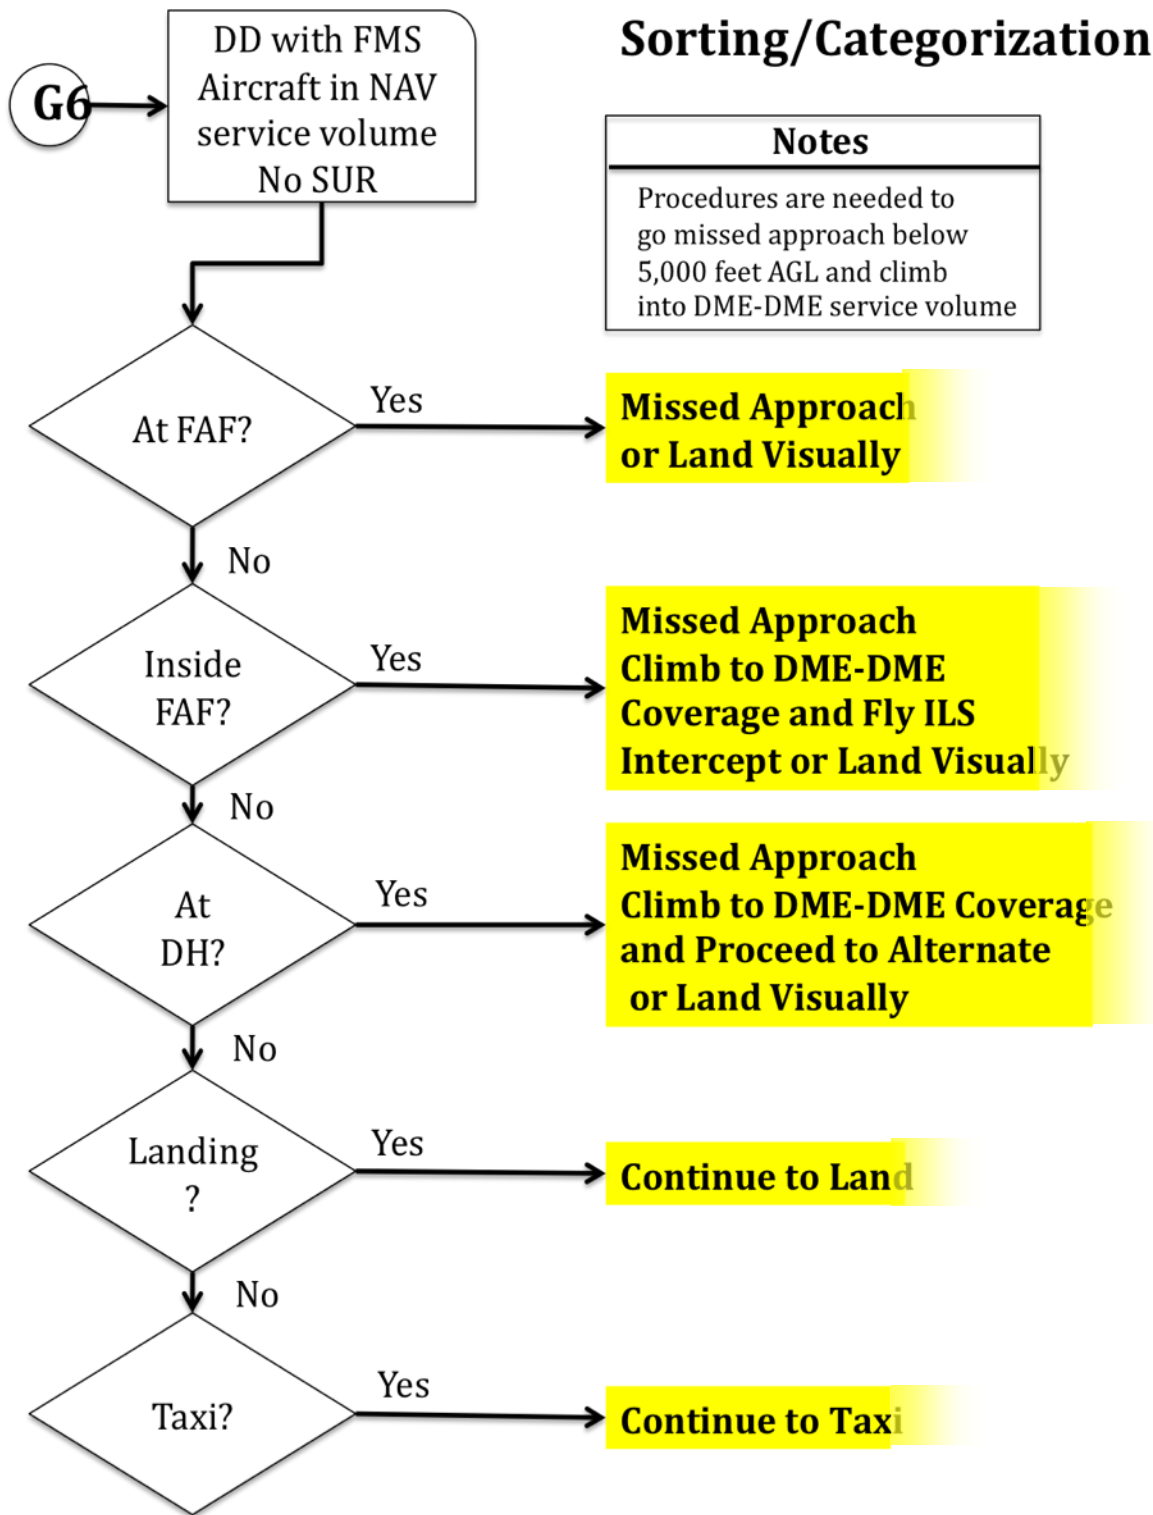 Sorting/Categorization
G6
DD with FMS
Aircraft in NAV
service volume
No SUR
Notes
Procedures are needed to
go missed approach below
5,000 feet AGL and climb
into DME-DME service volume
At FAF?
Yes
Missed Approach
or Land Visually
No
Inside
FAF?
Yes
Missed Approach
Climb to DME-DME
Coverage and Fly ILS
Intercept or Land Visually
No
At
DH?
Yes
Missed Approach
Climb to DME-DME Coverage
and Proceed to Alternate
or Land Visually
No
Landing
?
Yes
Continue to Land
No
Taxi?
Yes
Continue to Taxi